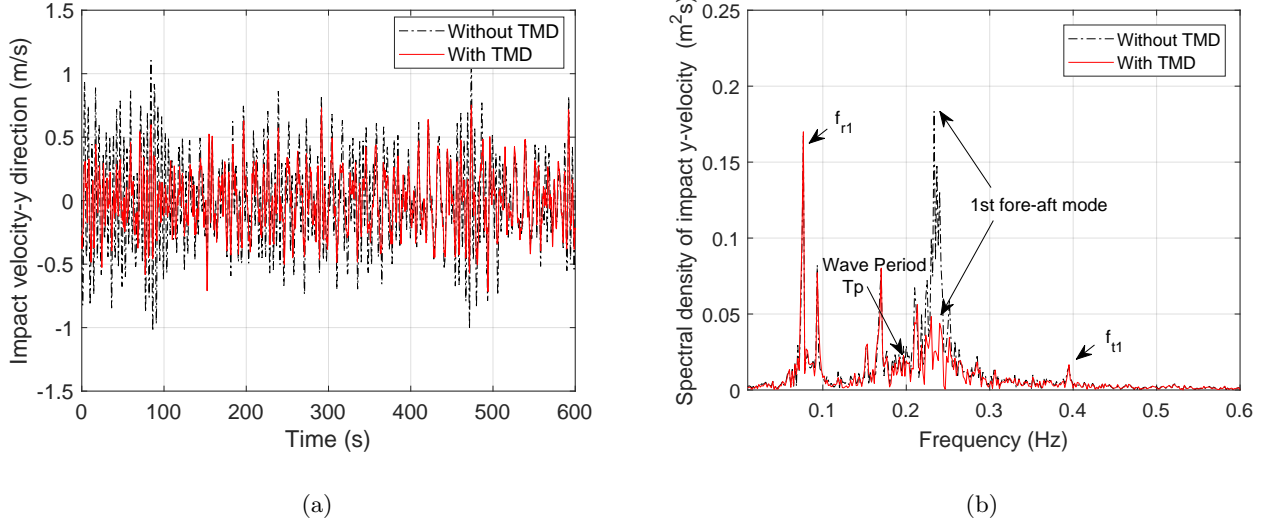 Impact velocity-y direction (m/s)
1.5
1
0.5
0
-0.5
-1
-1.5
0
100
200
300
400
500
600
Time (s)
Without TMD
With TMD
(a)
Spectral density of impact y-velocity (m²s)
0.25
0.2
0.15
0.1
0.05
0
0.1
0.2
0.3
0.4
0.5
0.6
Frequency (Hz)
Without TMD
With TMD
fr1
1st fore-aft mode
Wave Period
Tp
ft1
(b)